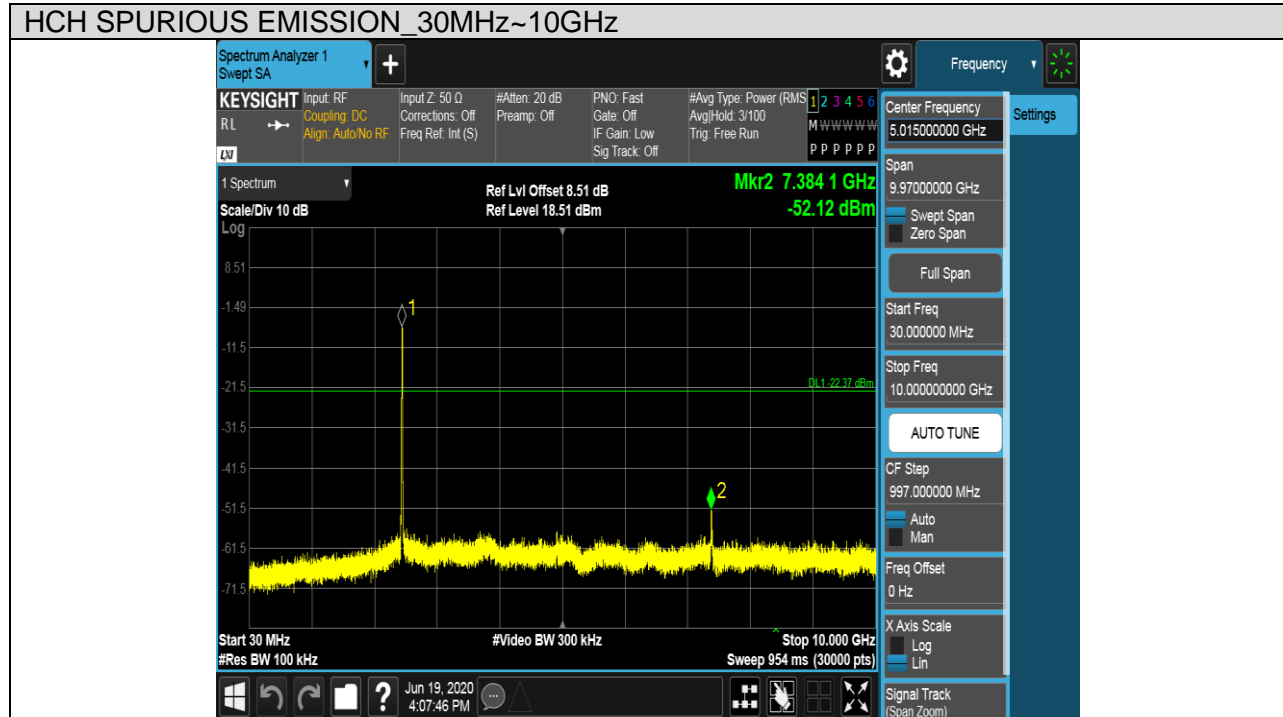 HCH SPURIOUS EMISSION_30MHz~10GHz
Spectrum Analyzer 1
Swept SA
+
Frequency
KEYSIGHT
RL
LXI
Input: RF
Coupling: DC
Align: Auto/No RF
Input Z: 50 Ω
Corrections: Off
Freq Ref: Int (S)
#Atten: 20 dB
Preamp: Off
PNO: Fast
Gate: Off
IF Gain: Low
Sig Track: Off
#Avg Type: Power (RMS
Avg|Hold: 3/100
Trig: Free Run
1 2 3 4 5 6
M W W W W W
P P P P P P
1 Spectrum
Scale/Div 10 dB
Log
Ref Lvl Offset 8.51 dB
Ref Level 18.51 dBm
Mkr2 7.384 1 GHz
-52.12 dBm
8.51
-1.49
-11.5
-21.5
-31.5
-41.5
-51.5
-61.5
-71.5
1
DL1 -22.37 dBm
2
Start 30 MHz
#Res BW 100 kHz
#Video BW 300 kHz
Stop 10.000 GHz
Sweep 954 ms (30000 pts)
?
Jun 19, 2020
4:07:46 PM
Center Frequency
5.015000000 GHz
Span
9.97000000 GHz
Swept Span
Zero Span
Full Span
Start Freq
30.000000 MHz
Stop Freq
10.000000000 GHz
AUTO TUNE
CF Step
997.000000 MHz
Auto
Man
Freq Offset
0 Hz
X Axis Scale
Log
Lin
Signal Track
(Span Zoom)
Settings